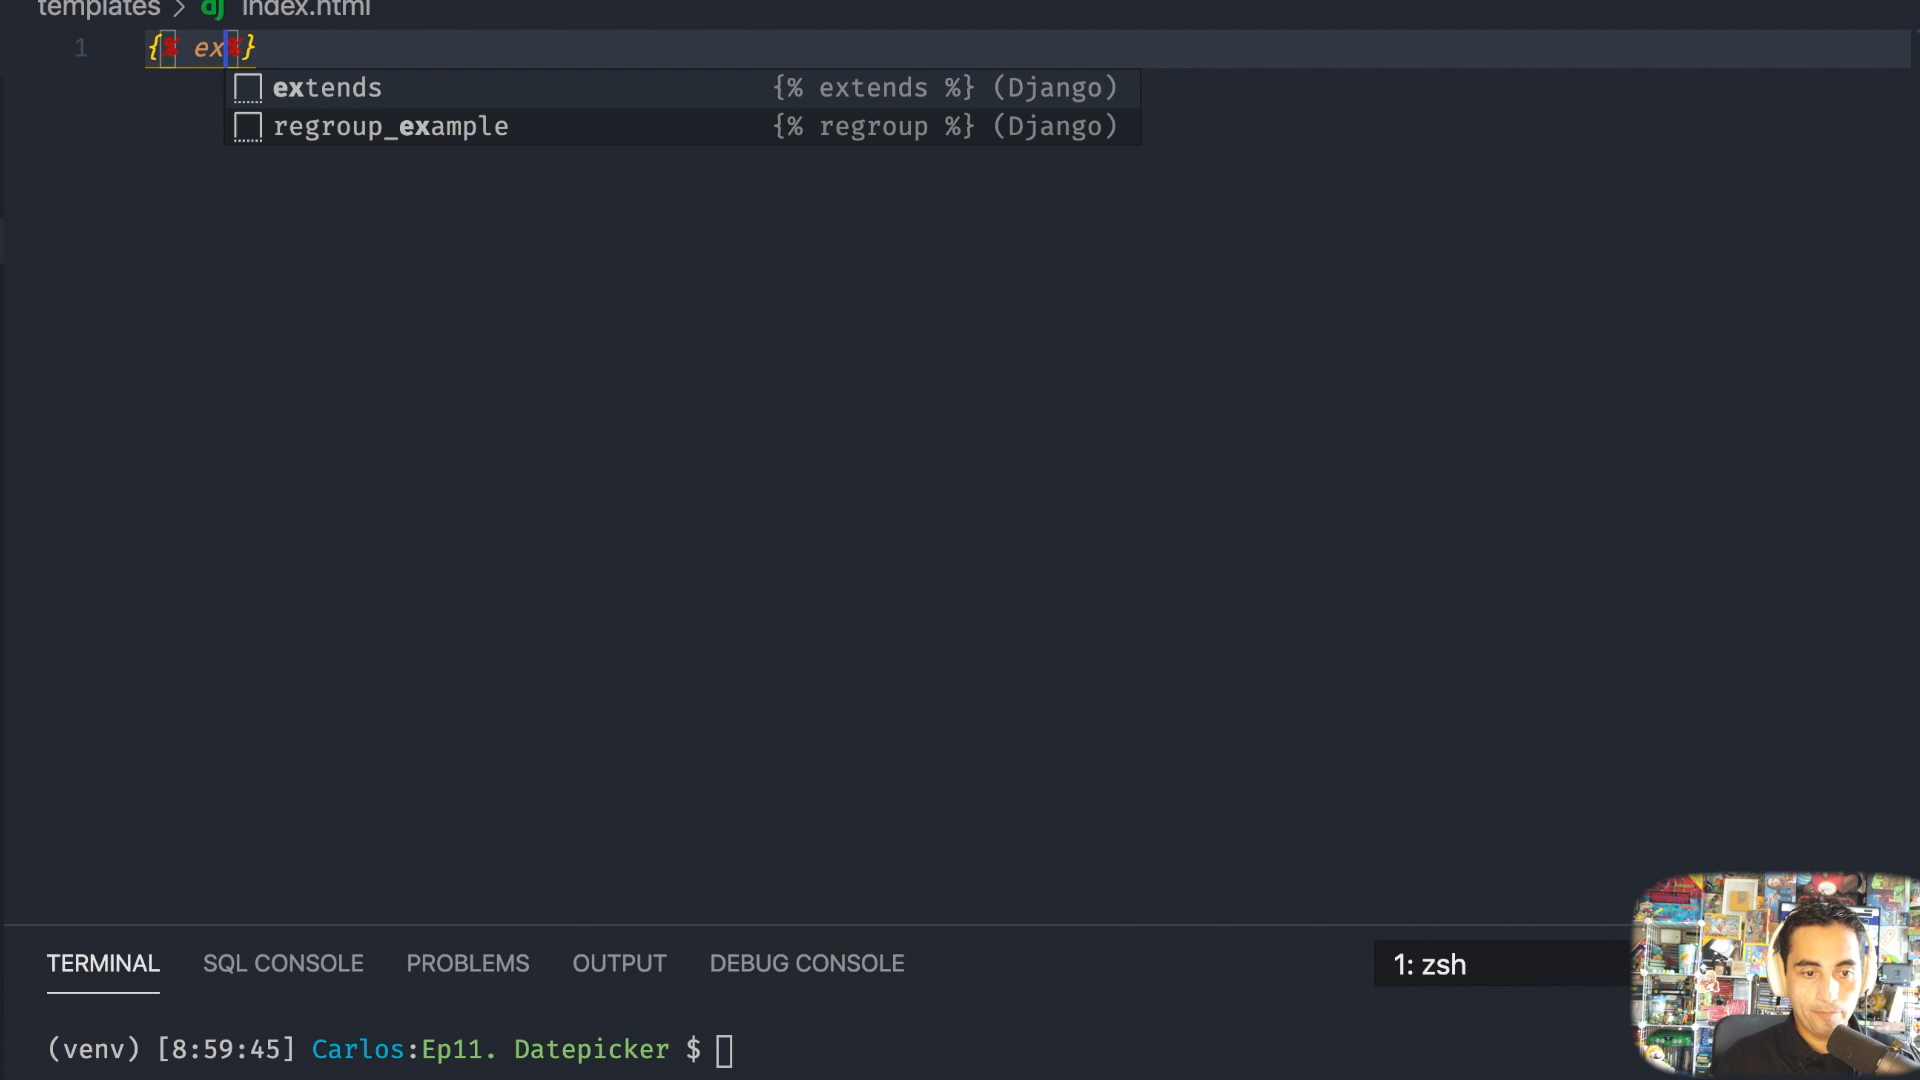 templates > dj index.html
1 {% ex%}
extends {% extends %} (Django)
regroup_example {% regroup %} (Django)
TERMINAL SQL CONSOLE PROBLEMS OUTPUT DEBUG CONSOLE 1: zsh
(venv) [8:59:45] Carlos:Ep11. Datepicker $